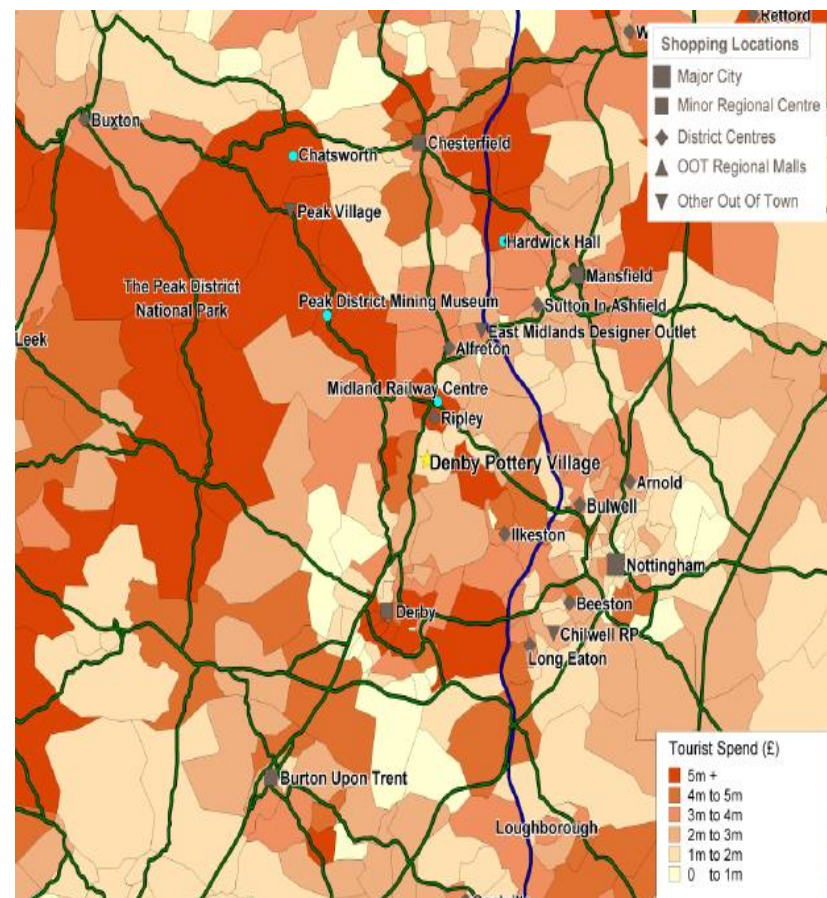 Retford
W
Shopping Locations
Major City
Minor Regional Centre
District Centres
OOT Regional Malls
Other Out Of Town
Buxton
Chesterfield
Chatsworth
Peak Village
Hardwick Hall
Mansfield
The Peak District
National Park
Peak District Mining Museum
Sutton In Ashfield
East Midlands Designer Outlet
Leek
Alfreton
Midland Railway Centre
Ripley
Denby Pottery Village
Arnold
Bulwell
Ilkeston
Nottingham
Derby
Beeston
Chilwell RP
Long Eaton
Tourist Spend (£)
5m +
4m to 5m
3m to 4m
2m to 3m
1m to 2m
0 to 1m
Burton Upon Trent
Loughborough